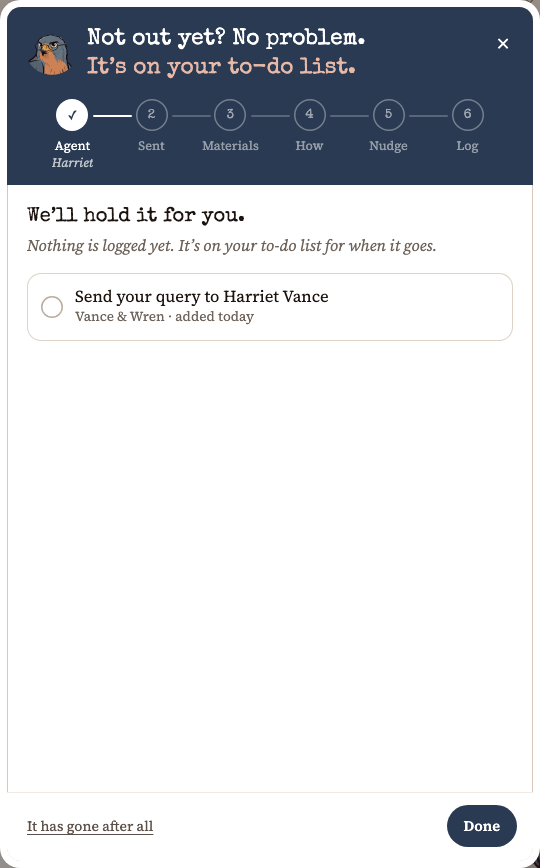 Not out yet? No problem.
It's on your to-do list.
✓ 2 3 4 5 6
Agent Sent Materials How Nudge Log
Harriet
We'll hold it for you.
Nothing is logged yet. It's on your to-do list for when it goes.
Send your query to Harriet Vance
Vance & Wren · added today
It has gone after all
Done